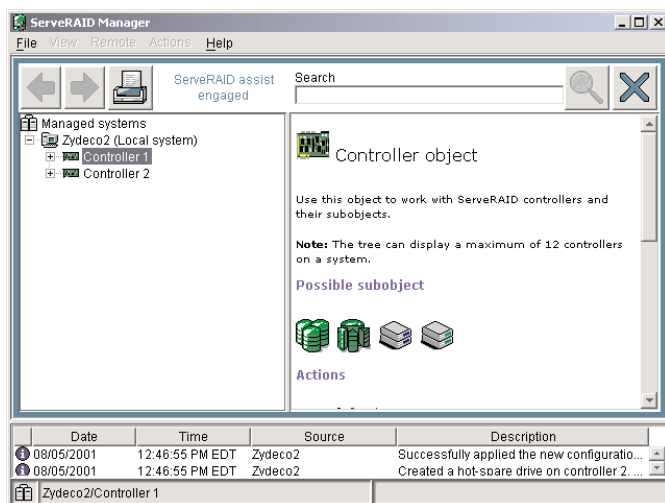 ServeRAID Manager
File View Remote Actions Help
ServeRAID assist
engaged
Search
Managed systems
Zydeco2 (Local system)
Controller 1
Controller 2
Controller object
Use this object to work with ServeRAID controllers and
their subobjects.
Note: The tree can display a maximum of 12 controllers
on a system.
Possible subobject
Actions
Date Time Source Description
08/05/2001 12:46:55 PM EDT Zydeco2 Successfully applied the new configuratio...
08/05/2001 12:46:55 PM EDT Zydeco2 Created a hot-spare drive on controller 2. ...
Zydeco2/Controller 1